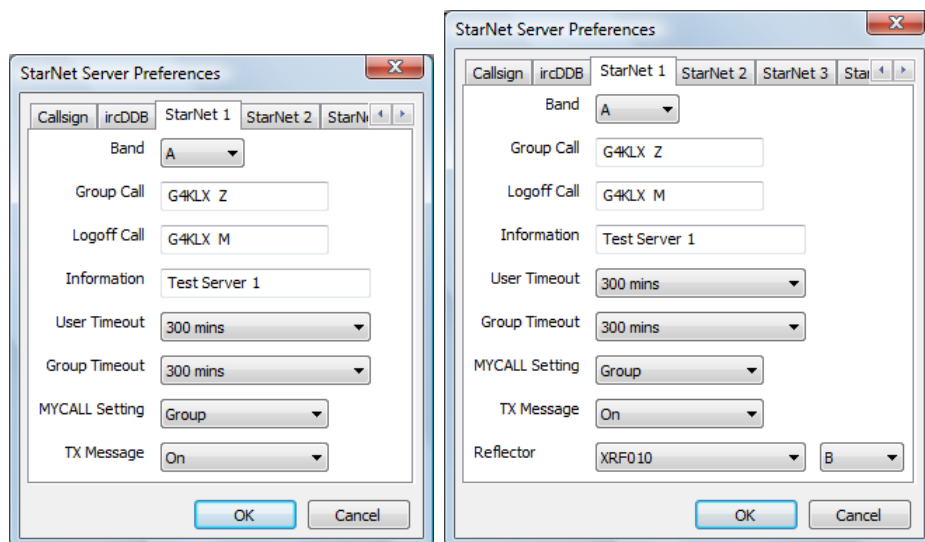 StarNet Server Preferences
Callsign ircDDB StarNet 1 StarNet 2 StarN
Band A
Group Call G4KLX Z
Logoff Call G4KLX M
Information Test Server 1
User Timeout 300 mins
Group Timeout 300 mins
MYCALL Setting Group
TX Message On
OK Cancel
StarNet Server Preferences
Callsign ircDDB StarNet 1 StarNet 2 StarNet 3 Star
Band A
Group Call G4KLX Z
Logoff Call G4KLX M
Information Test Server 1
User Timeout 300 mins
Group Timeout 300 mins
MYCALL Setting Group
TX Message On
Reflector XRF010 B
OK Cancel